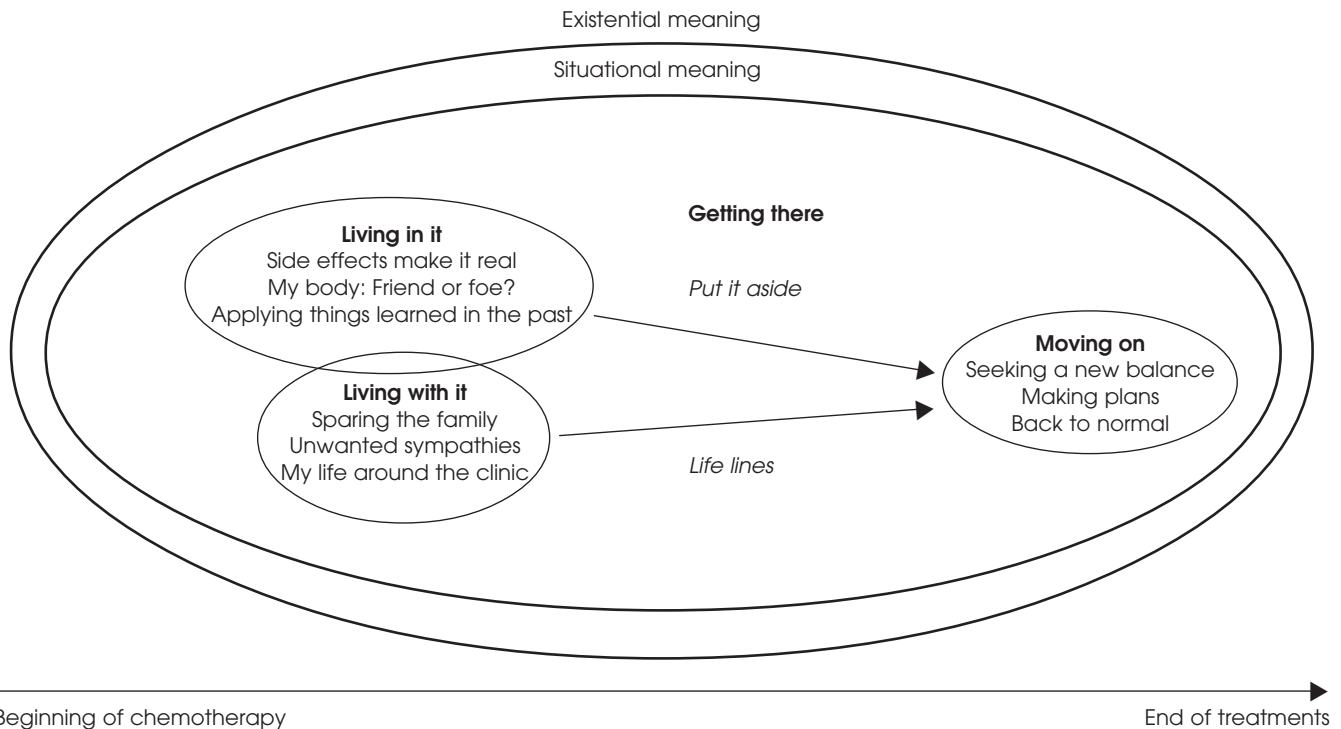 Existential meaning
Situational meaning
Living in it
Side effects make it real
My body: Friend or foe?
Applying things learned in the past
Living with it
Sparing the family
Unwanted sympathies
My life around the clinic
Getting there
Put it aside
Life lines
Moving on
Seeking a new balance
Making plans
Back to normal
Beginning of chemotherapy
End of treatments